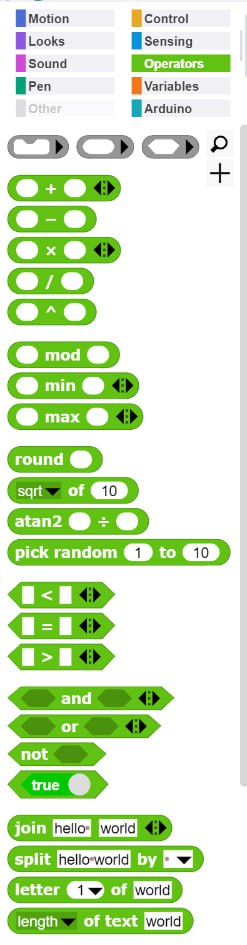 Motion Control
Looks Sensing
Sound Operators
Pen Variables
Other Arduino
+
−
×
/
^
mod
min
max
round
sqrt of 10
atan2 ÷
pick random 1 to 10
<
=
>
and
or
not
true
join hello world
split hello world by
letter 1 of world
length of text world